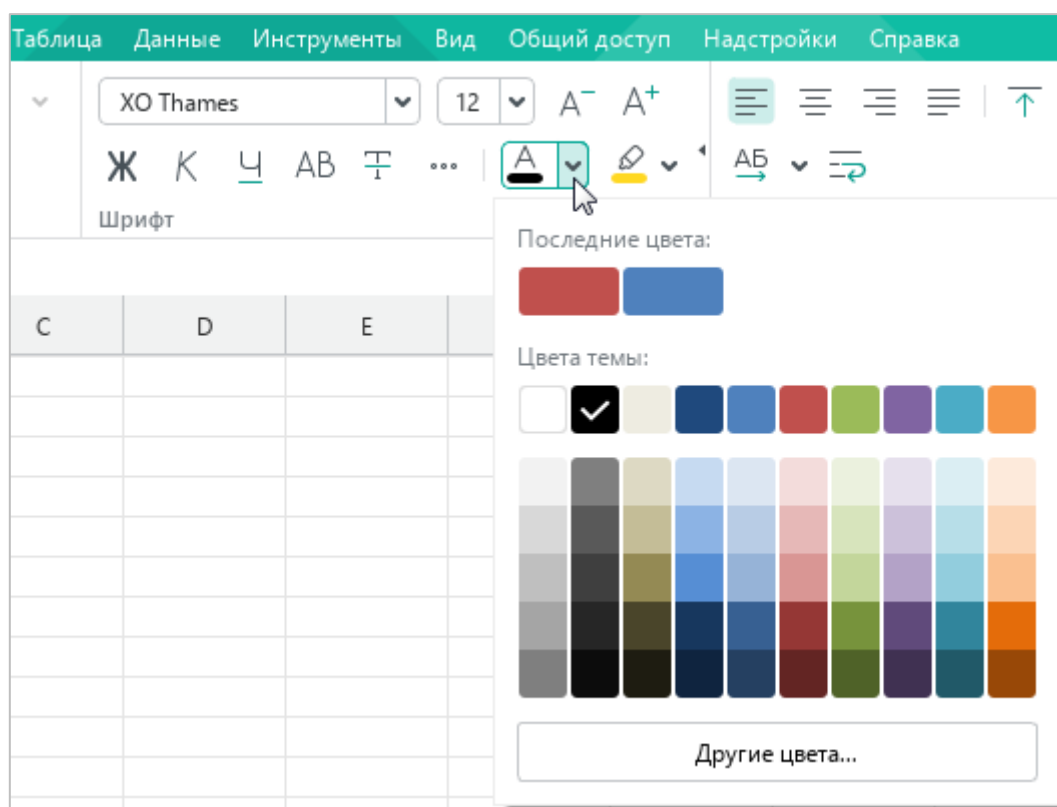 Таблица Данные Инструменты Вид Общий доступ Надстройки Справка
XO Thames 12 A− A+
Ж К Ч АВ Т ••• А АБ
Шрифт
Последние цвета:
C D E
Цвета темы:
Другие цвета...